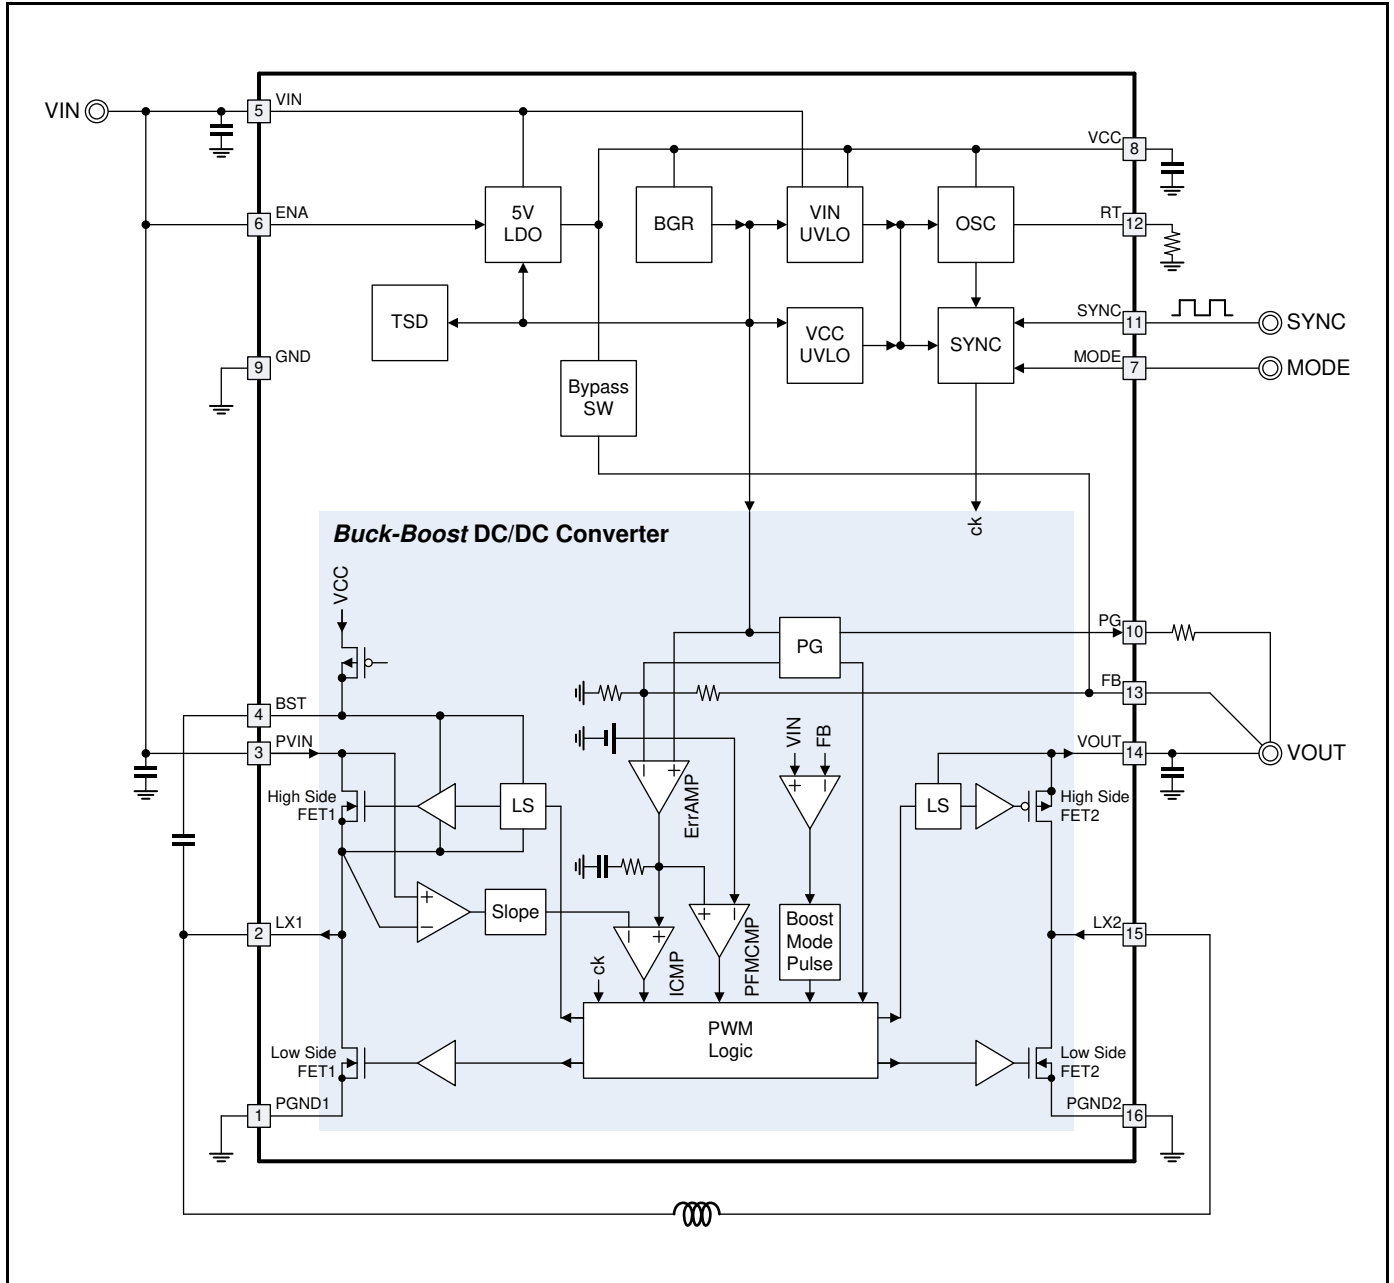 VIN
5
VIN
VCC
8
6
ENA
5V
LDO
BGR
VIN
UVLO
OSC
RT
12
TSD
VCC
UVLO
SYNC
SYNC
11
SYNC
MODE
7
MODE
9
GND
Bypass
SW
ck
Buck-Boost DC/DC Converter
VCC
PG
PG
10
FB
13
4
BST
3
PVIN
VIN
FB
VOUT
14
VOUT
High Side
FET1
LS
ErrAMP
LS
High Side
FET2
2
LX1
Slope
Boost
Mode
Pulse
LX2
15
ck
ICMP
PFMCMP
PWM
Logic
Low Side
FET1
Low Side
FET2
1
PGND1
PGND2
16